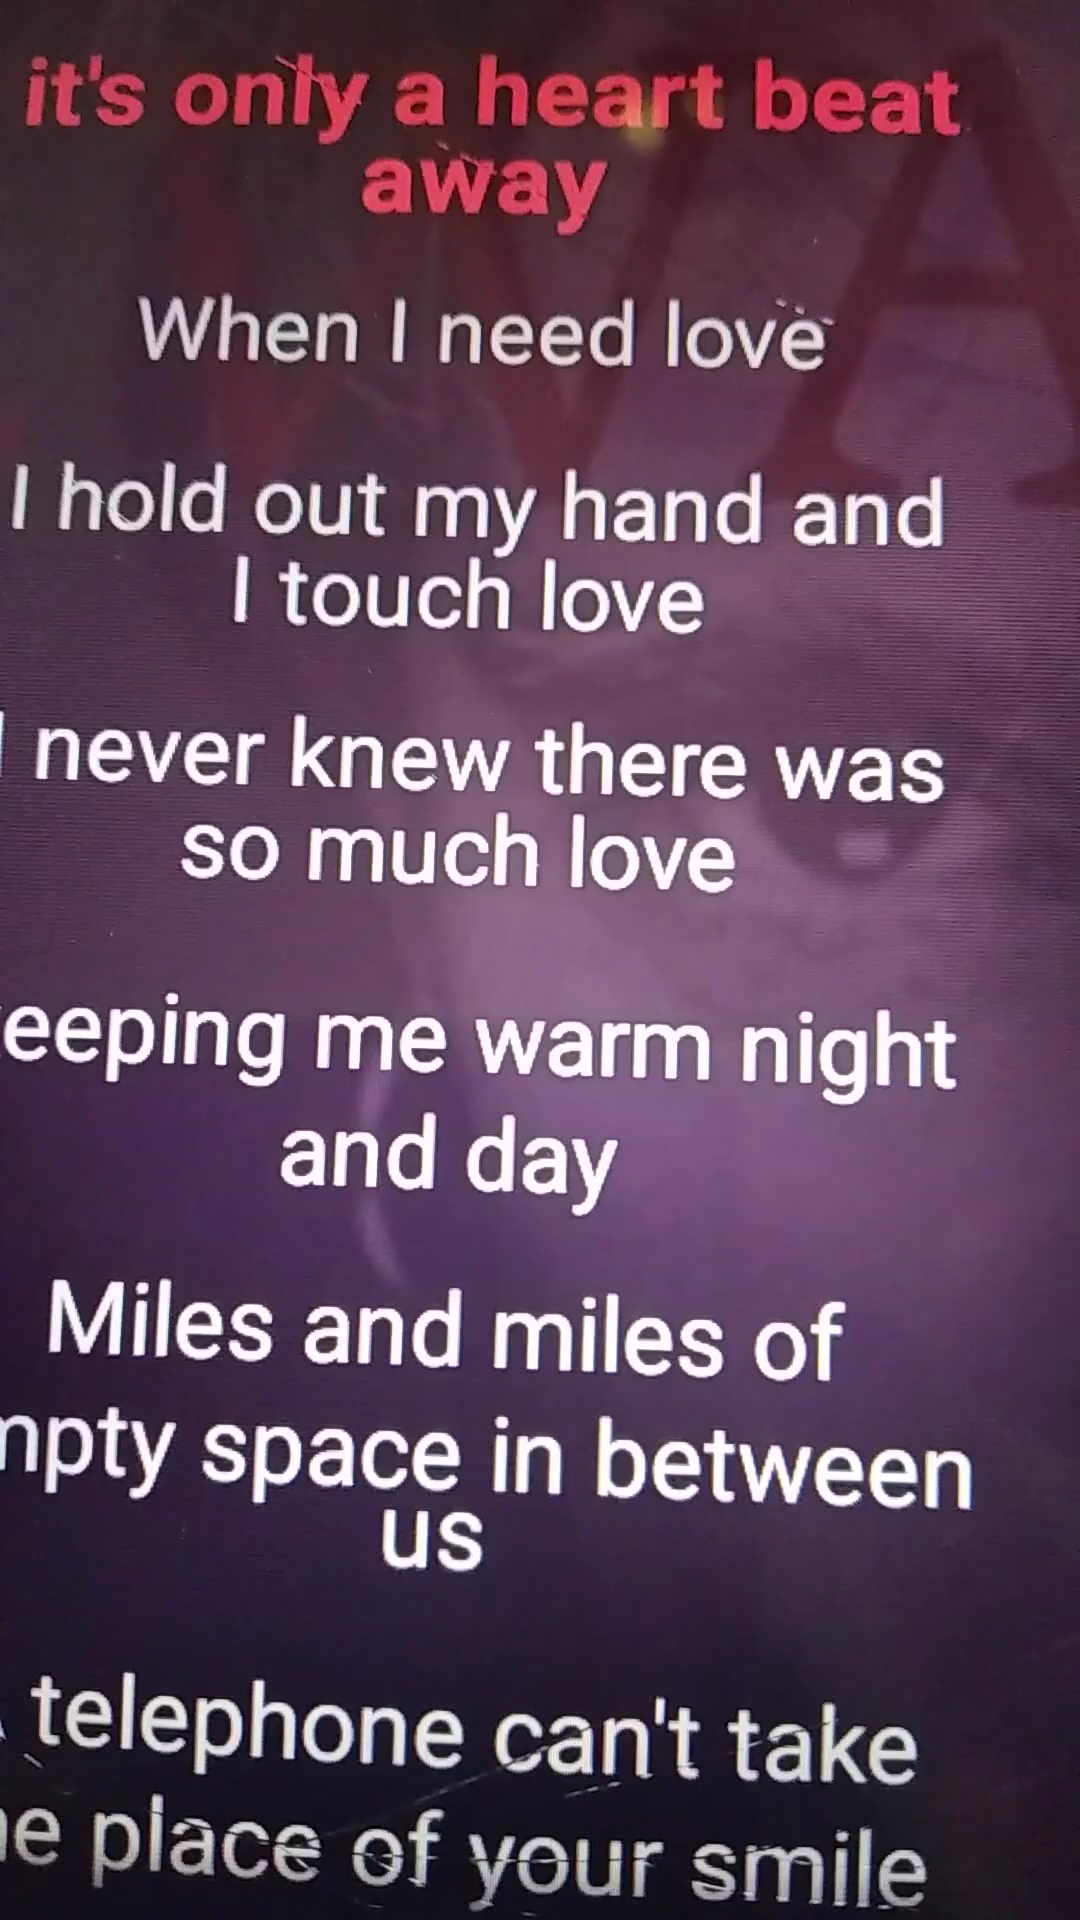 it's only a heart beat
away
When I need love
I hold out my hand and
I touch love
I never knew there was
so much love
eeping me warm night
and day
Miles and miles of
mpty space in between
us
telephone can't take
he place of your smile